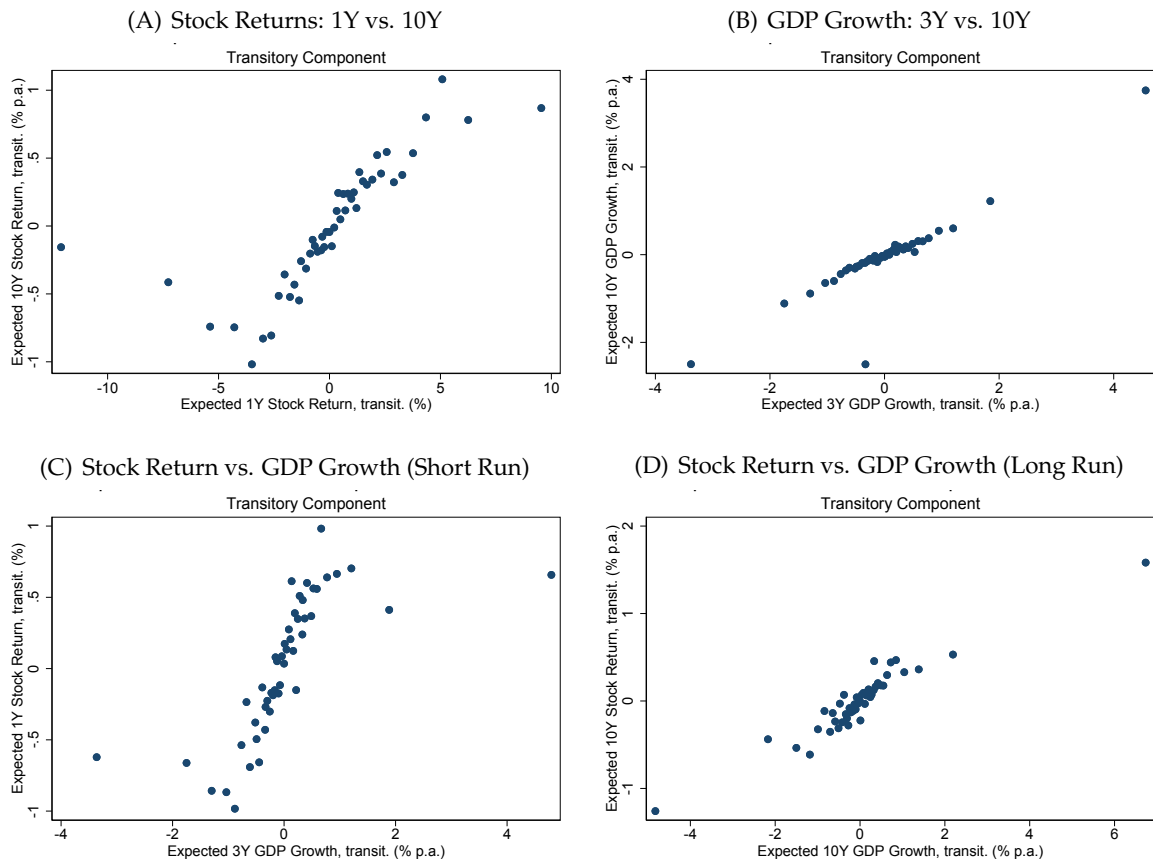 (A) Stock Returns: 1Y vs. 10Y
Transitory Component
Expected 10Y Stock Return, transit. (% p.a.)
1
.5
0
-.5
-1
-10
-5
0
5
10
Expected 1Y Stock Return, transit. (%)
(B) GDP Growth: 3Y vs. 10Y
Transitory Component
Expected 10Y GDP Growth, transit. (% p.a.)
4
2
0
-2
-4
-2
0
2
4
Expected 3Y GDP Growth, transit. (% p.a.)
(C) Stock Return vs. GDP Growth (Short Run)
Transitory Component
Expected 1Y Stock Return, transit. (%)
1
.5
0
-.5
-1
-4
-2
0
2
4
Expected 3Y GDP Growth, transit. (% p.a.)
(D) Stock Return vs. GDP Growth (Long Run)
Transitory Component
Expected 10Y Stock Return, transit. (% p.a.)
2
1
0
-1
-4
-2
0
2
4
6
Expected 10Y GDP Growth, transit. (% p.a.)